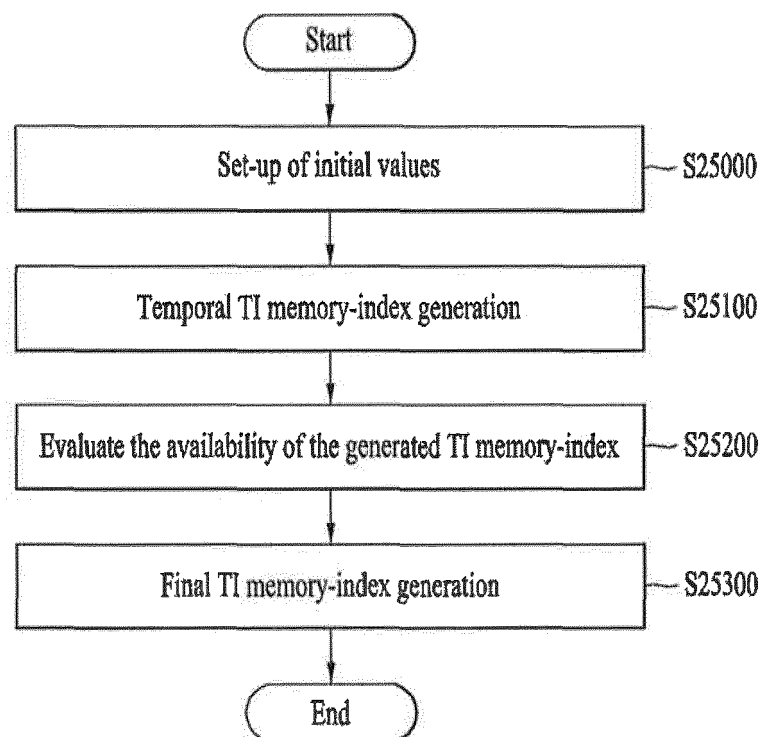 Start
Set-up of initial values
S25000
Temporal TI memory-index generation
S25100
Evaluate the availability of the generated TI memory-index
S25200
Final TI memory-index generation
S25300
End